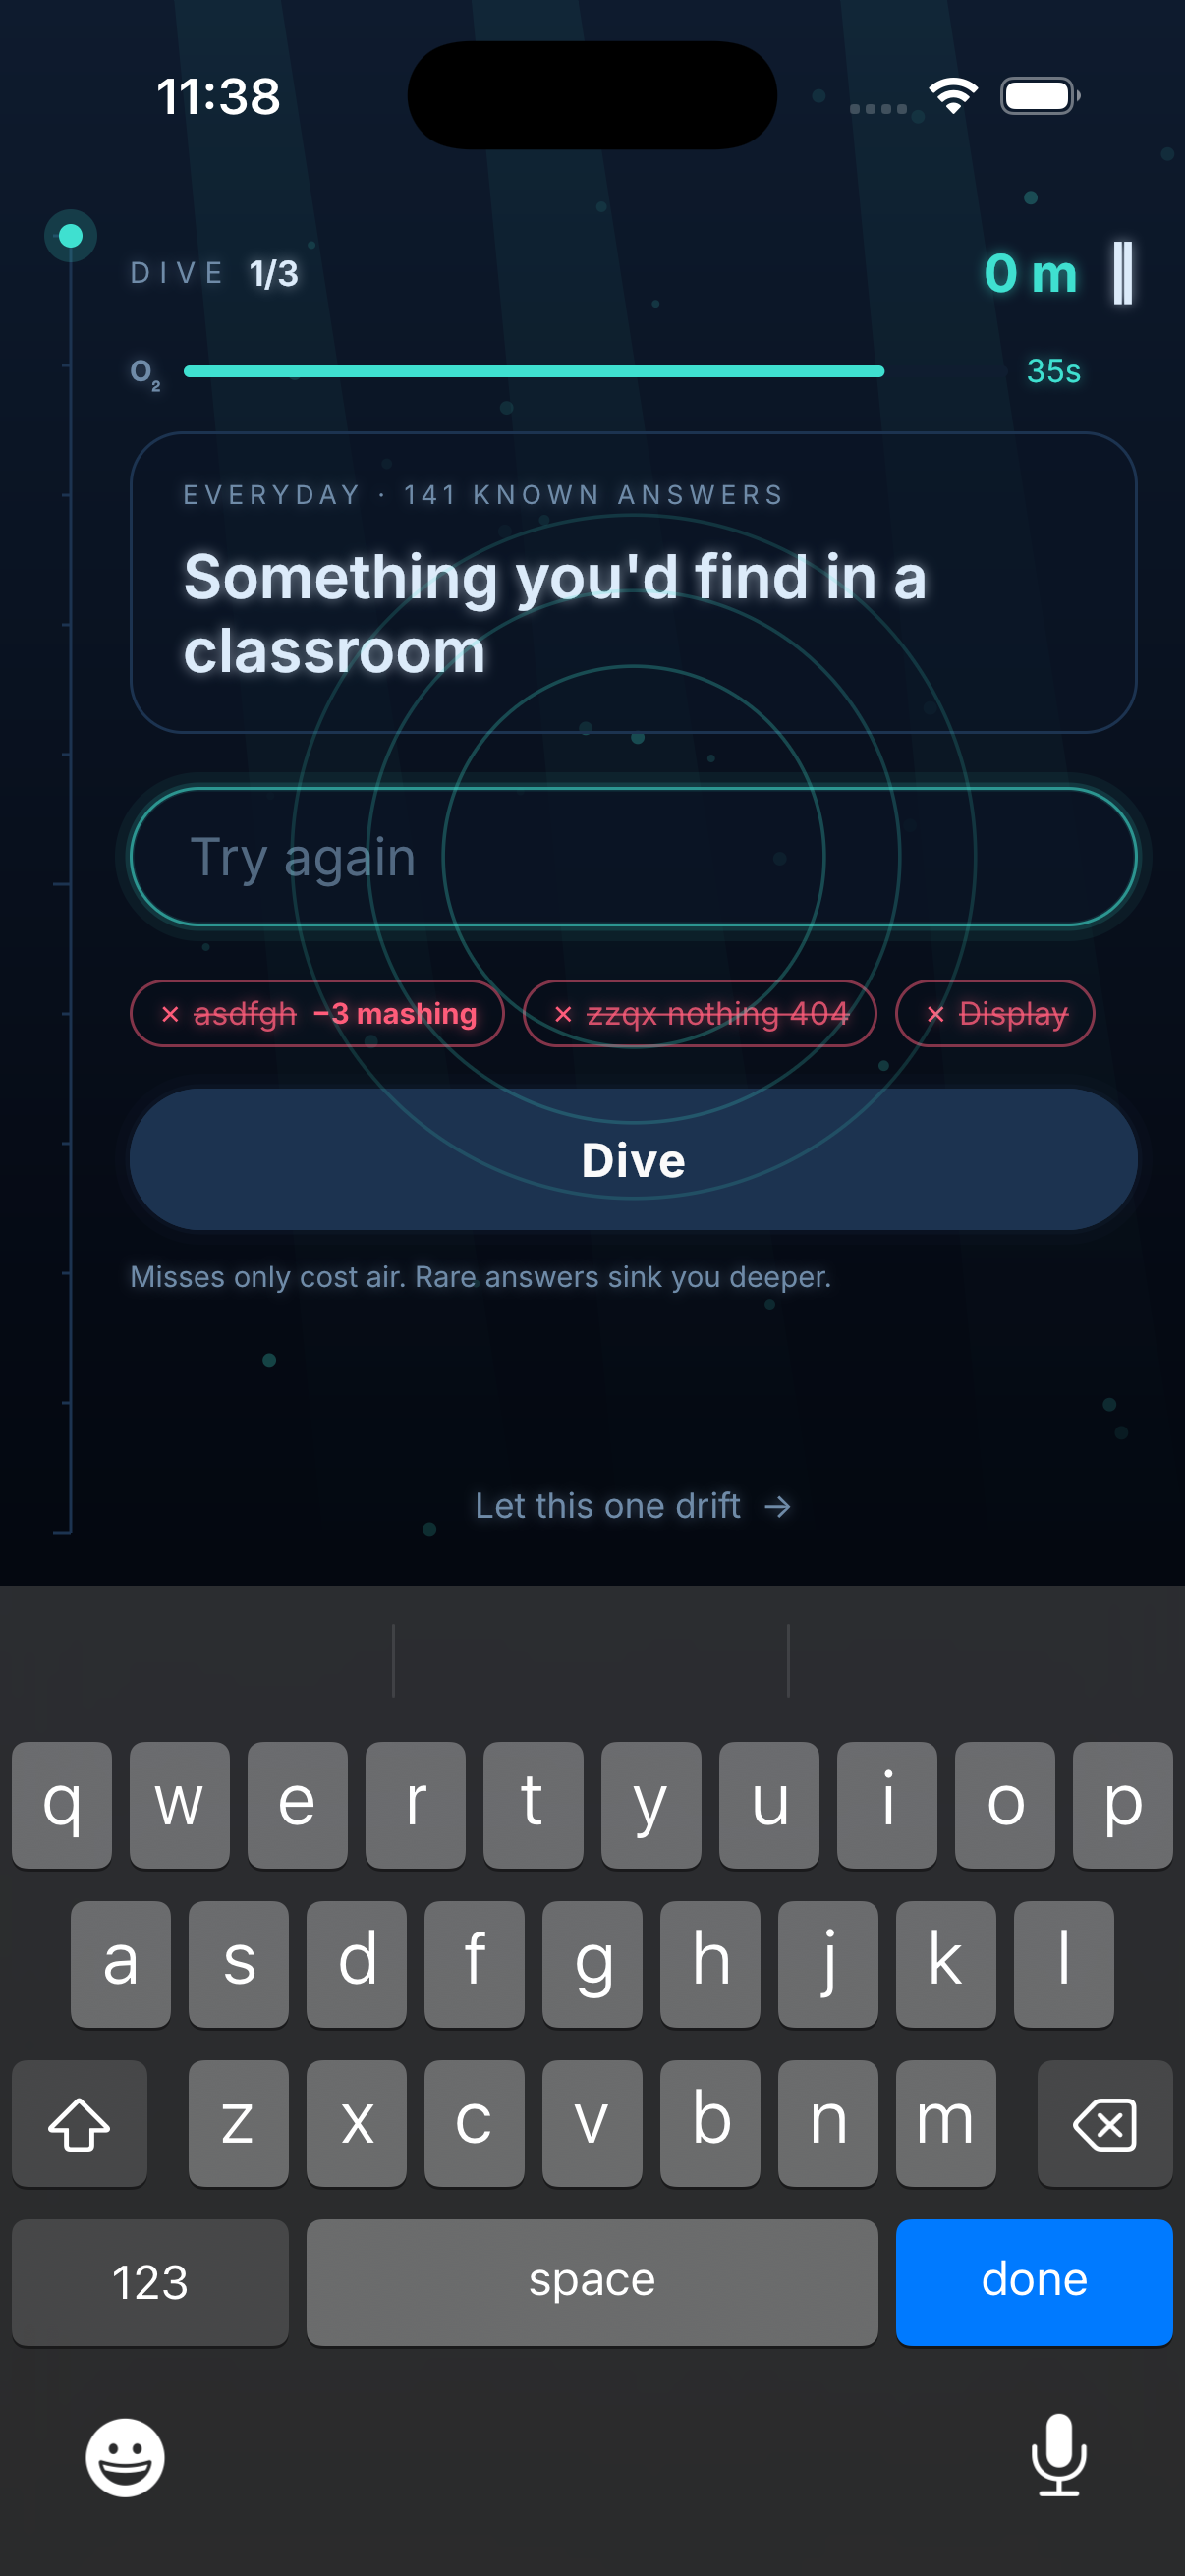 11:38
DIVE 1/3 0 m
O₂ 35s
EVERYDAY · 141 KNOWN ANSWERS
Something you'd find in a
classroom
Try again
× asdfgh −3 mashing × zzqx nothing 404 × Display
Dive
Misses only cost air. Rare answers sink you deeper.
Let this one drift →
q w e r t y u i o p
a s d f g h j k l
z x c v b n m
123 space done